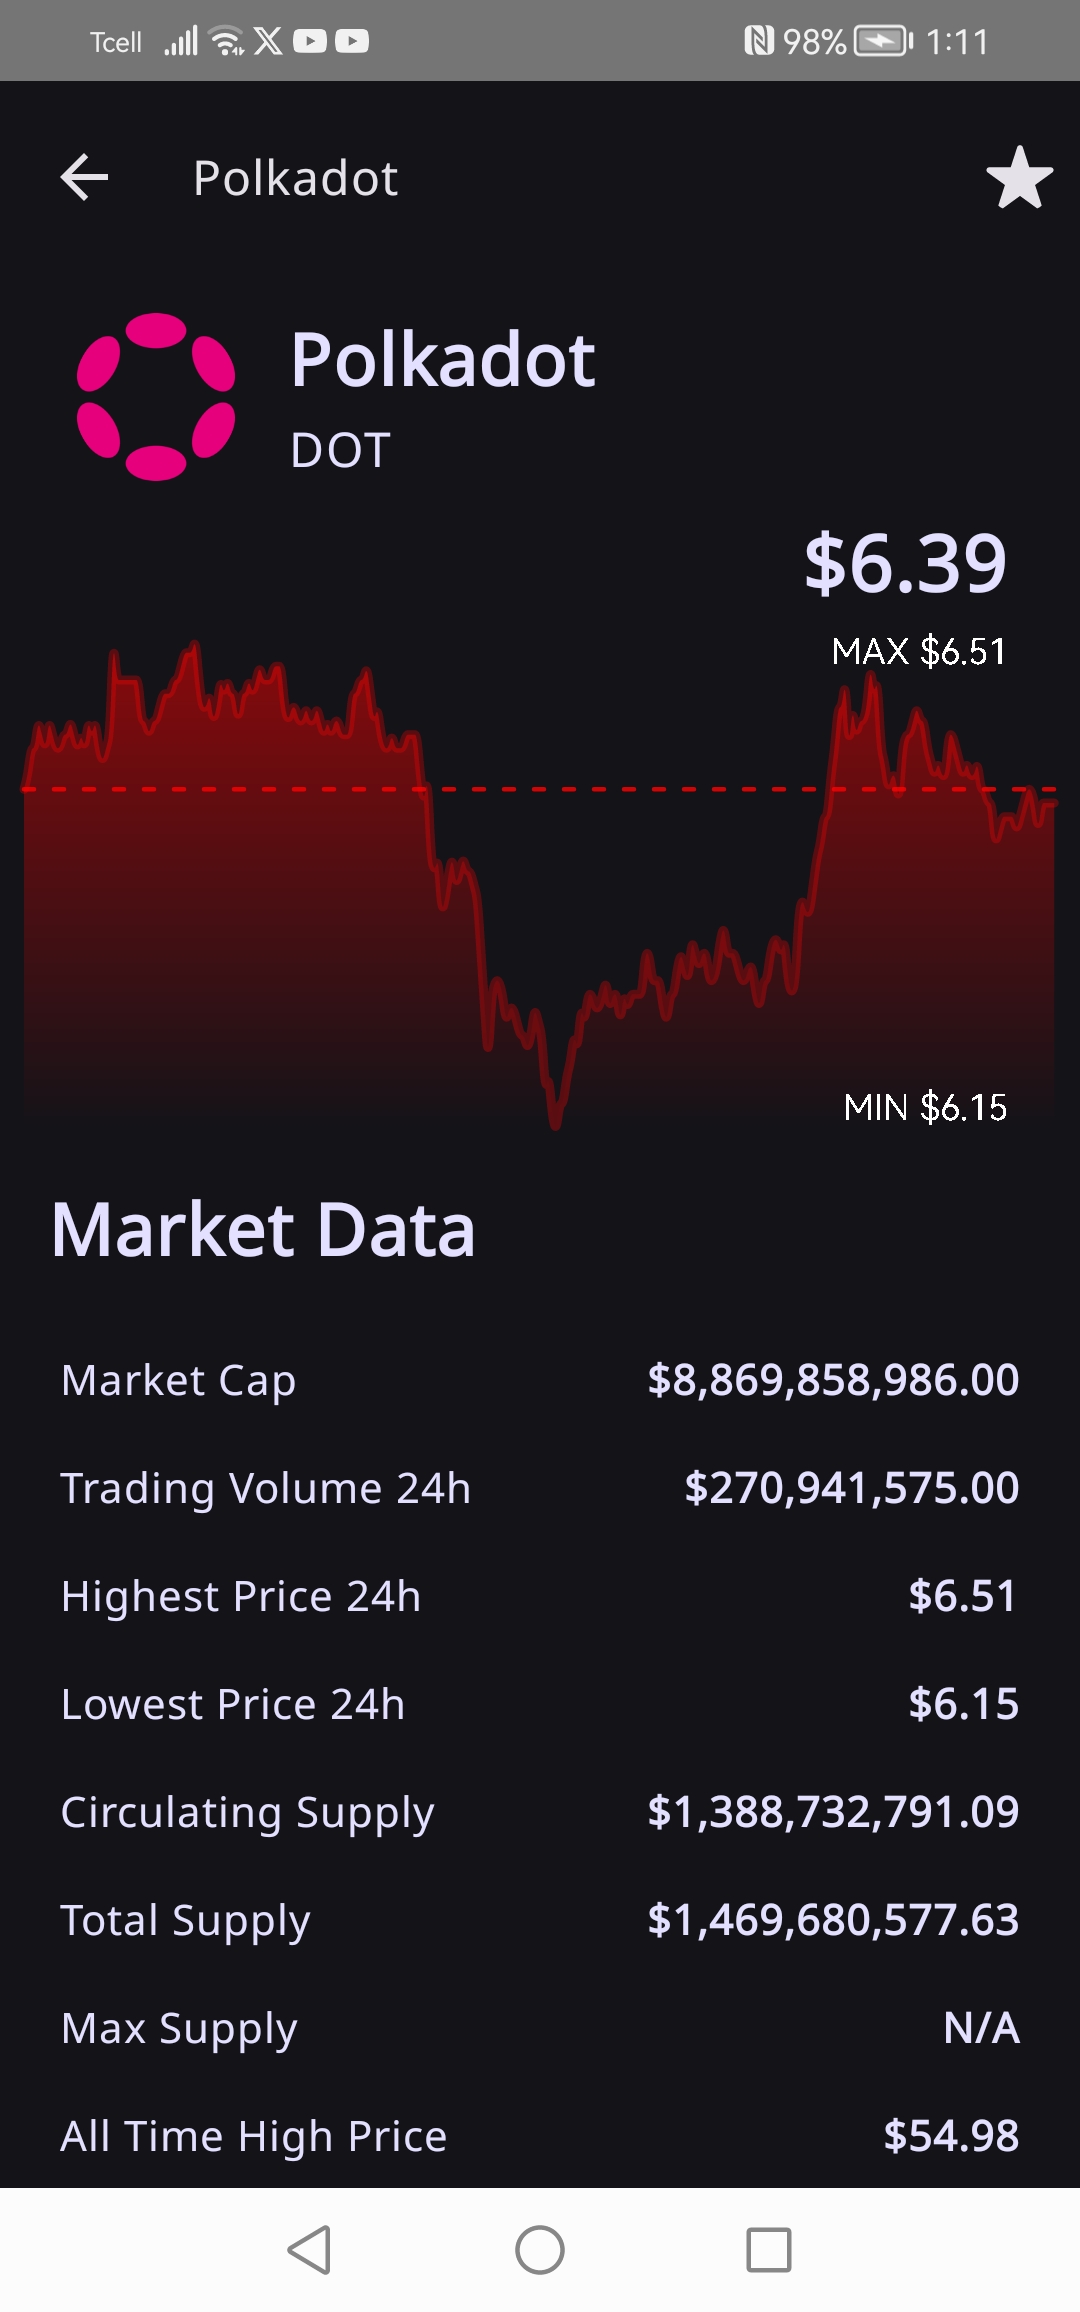 Tcell 98% 1:11
Polkadot
Polkadot
DOT
$6.39
MAX $6.51
MIN $6.15
Market Data
Market Cap $8,869,858,986.00
Trading Volume 24h $270,941,575.00
Highest Price 24h $6.51
Lowest Price 24h $6.15
Circulating Supply $1,388,732,791.09
Total Supply $1,469,680,577.63
Max Supply N/A
All Time High Price $54.98